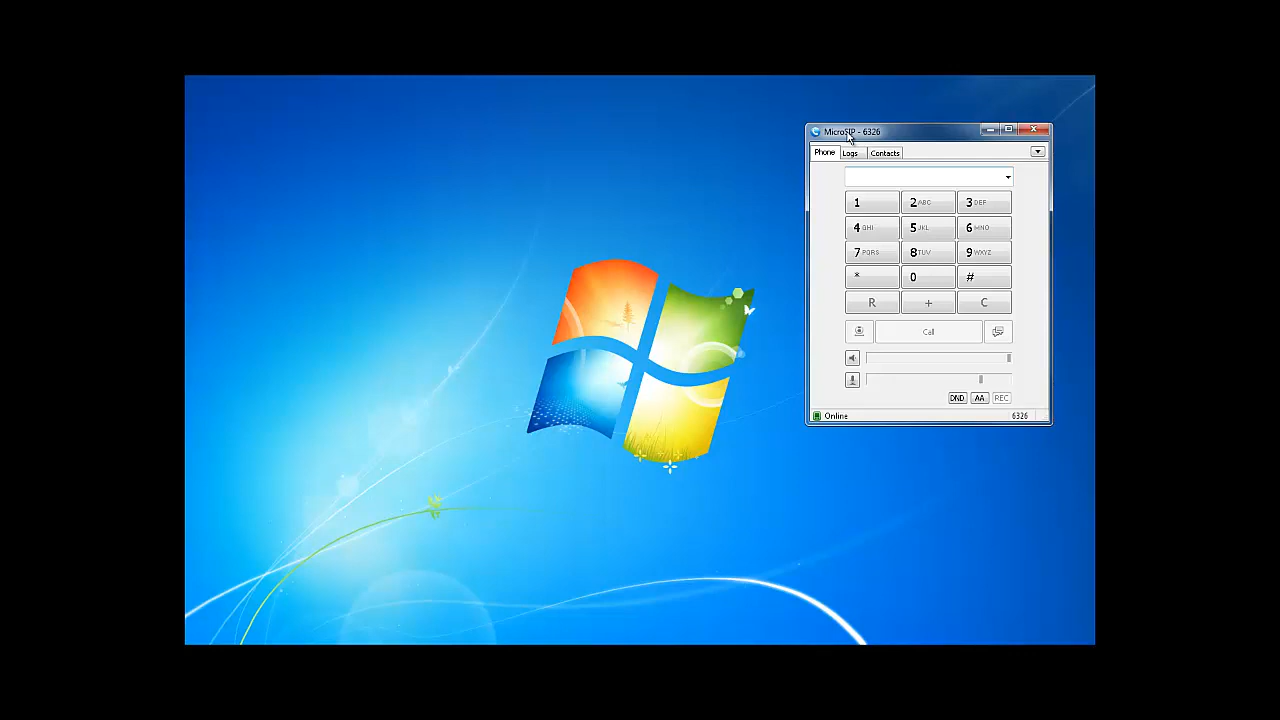 MicroSIP - 6326
Phone Logs Contacts
1 2 ABC 3 DEF
4 GHI 5 JKL 6 MNO
7 PQRS 8 TUV 9 WXYZ
* 0 #
R + C
Call
DND AA REC
Online 6326